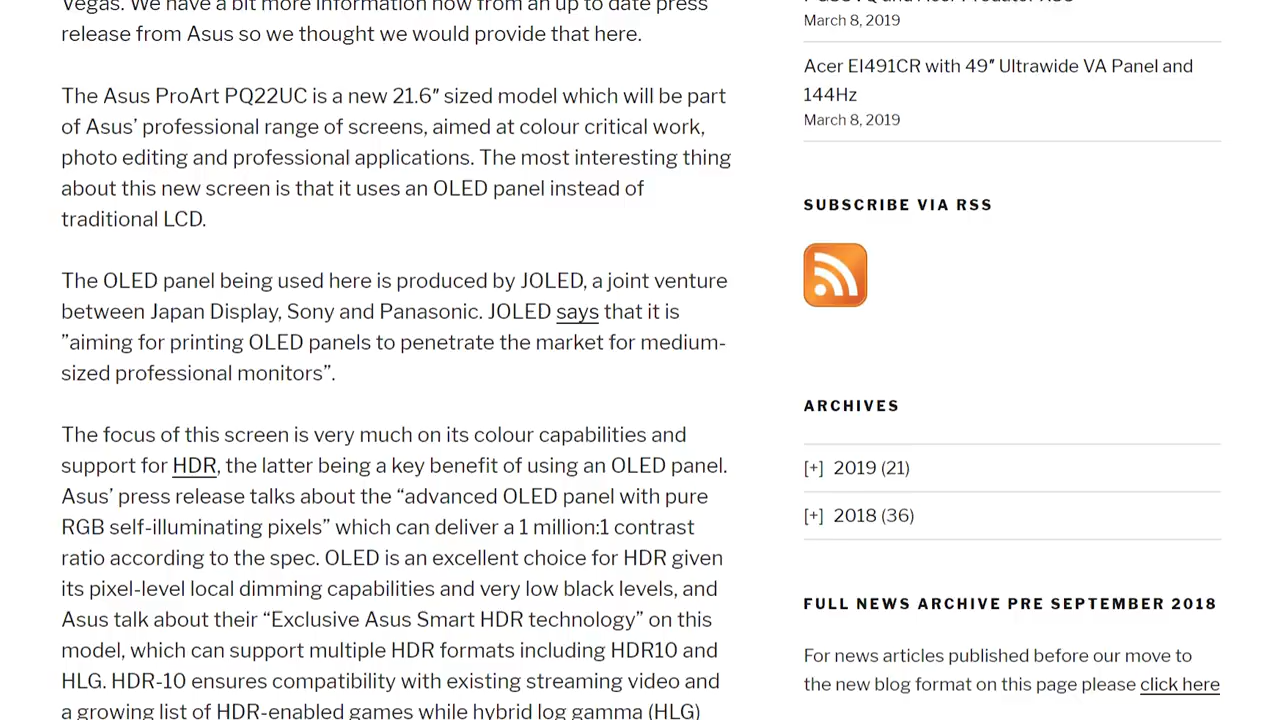 Vegas. We have a bit more information now from an up to date press
release from Asus so we thought we would provide that here.
The Asus ProArt PQ22UC is a new 21.6″ sized model which will be part
of Asus’ professional range of screens, aimed at colour critical work,
photo editing and professional applications. The most interesting thing
about this new screen is that it uses an OLED panel instead of
traditional LCD.
The OLED panel being used here is produced by JOLED, a joint venture
between Japan Display, Sony and Panasonic. JOLED says that it is
”aiming for printing OLED panels to penetrate the market for medium-
sized professional monitors”.
The focus of this screen is very much on its colour capabilities and
support for HDR, the latter being a key benefit of using an OLED panel.
Asus’ press release talks about the “advanced OLED panel with pure
RGB self-illuminating pixels” which can deliver a 1 million:1 contrast
ratio according to the spec. OLED is an excellent choice for HDR given
its pixel-level local dimming capabilities and very low black levels, and
Asus talk about their “Exclusive Asus Smart HDR technology” on this
model, which can support multiple HDR formats including HDR10 and
HLG. HDR-10 ensures compatibility with existing streaming video and
a growing list of HDR-enabled games while hybrid log gamma (HLG)
March 8, 2019
Acer EI491CR with 49″ Ultrawide VA Panel and
144Hz
March 8, 2019
SUBSCRIBE VIA RSS
ARCHIVES
[+] 2019 (21)
[+] 2018 (36)
FULL NEWS ARCHIVE PRE SEPTEMBER 2018
For news articles published before our move to
the new blog format on this page please click here